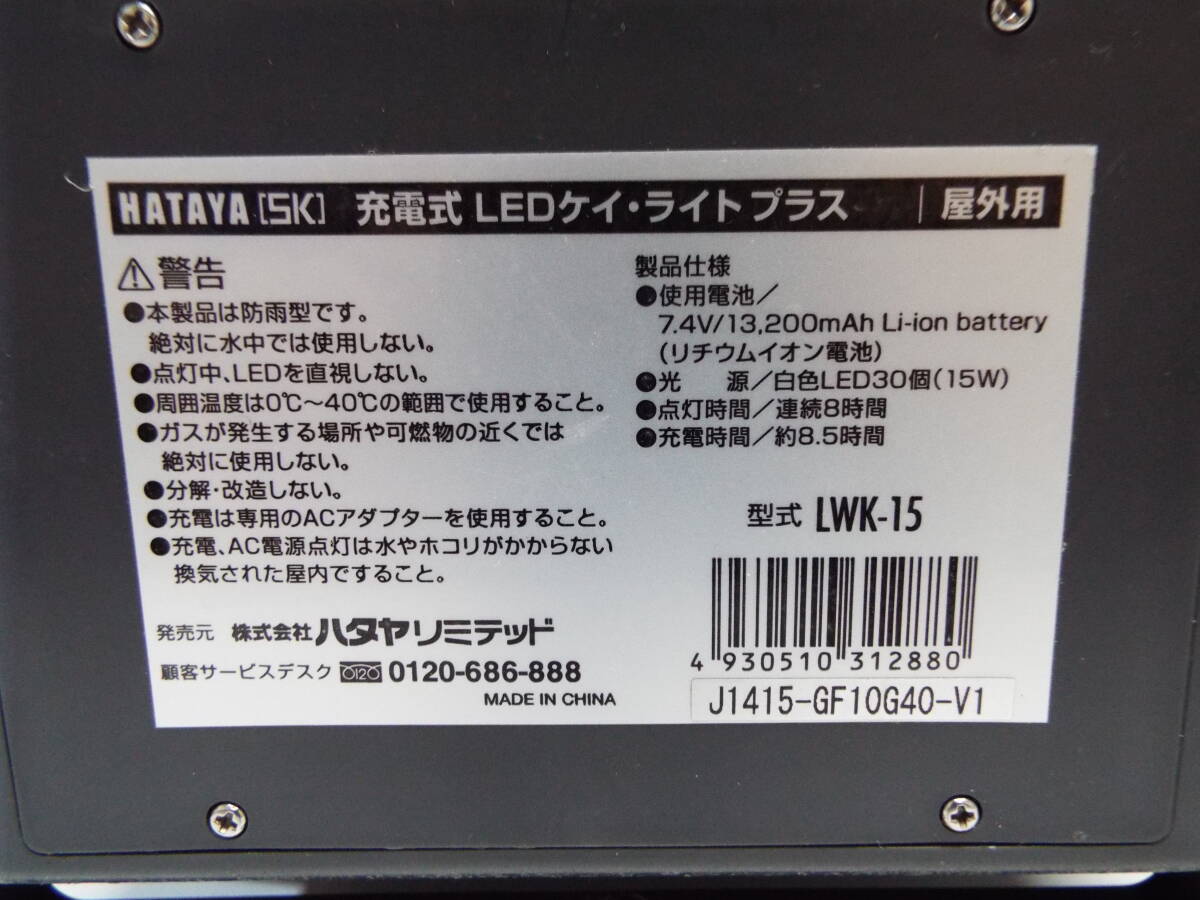 HATAYA [SK] 充電式 LEDケイ・ライトプラス | 屋外用
⚠警告
●本製品は防雨型です。
絶対に水中では使用しない。
●点灯中、LEDを直視しない。
●周囲温度は0℃～40℃の範囲で使用すること。
●ガスが発生する場所や可燃物の近くでは
絶対に使用しない。
●分解・改造しない。
●充電は専用のACアダプターを使用すること。
●充電、AC電源点灯は水やホコリがかからない
換気された屋内ですること。
発売元 株式会社ハタヤリミテッド
顧客サービスデスク 0120 0120-686-888
MADE IN CHINA
製品仕様
●使用電池／
7.4V/13,200mAh Li-ion battery
(リチウムイオン電池)
●光　源／白色LED30個(15W)
●点灯時間／連続8時間
●充電時間／約8.5時間
型式 LWK-15
4 930510 312880
J1415-GF10G40-V1